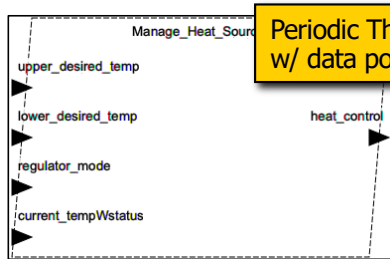 Manage_Heat_Sourc
Periodic Th
w/ data po
upper_desired_temp
lower_desired_temp
heat_control
regulator_mode
current_tempWstatus